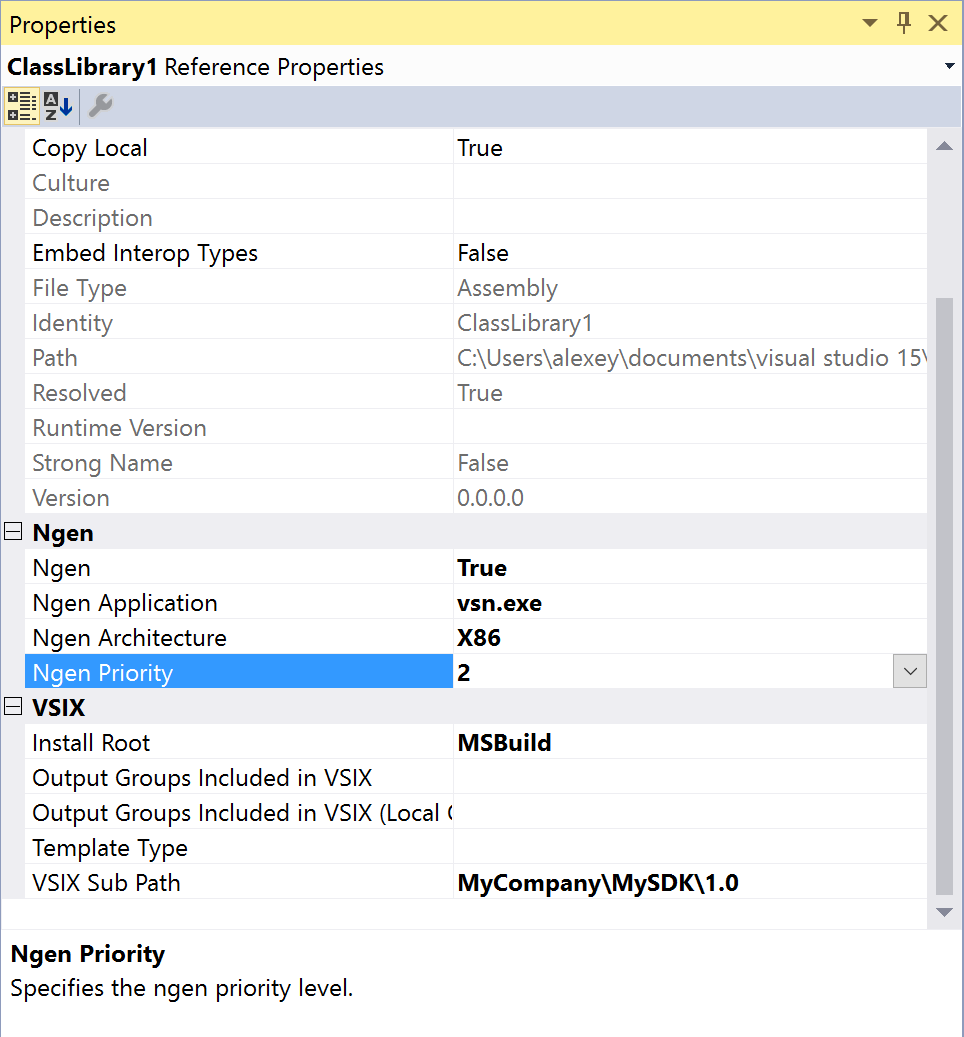 Properties
ClassLibrary1 Reference Properties
Copy Local True
Culture
Description
Embed Interop Types False
File Type Assembly
Identity ClassLibrary1
Path C:\Users\alexey\documents\visual studio 15\
Resolved True
Runtime Version
Strong Name False
Version 0.0.0.0
Ngen
Ngen True
Ngen Application vsn.exe
Ngen Architecture X86
Ngen Priority 2
VSIX
Install Root MSBuild
Output Groups Included in VSIX
Output Groups Included in VSIX (Local
Template Type
VSIX Sub Path MyCompany\MySDK\1.0
Ngen Priority
Specifies the ngen priority level.